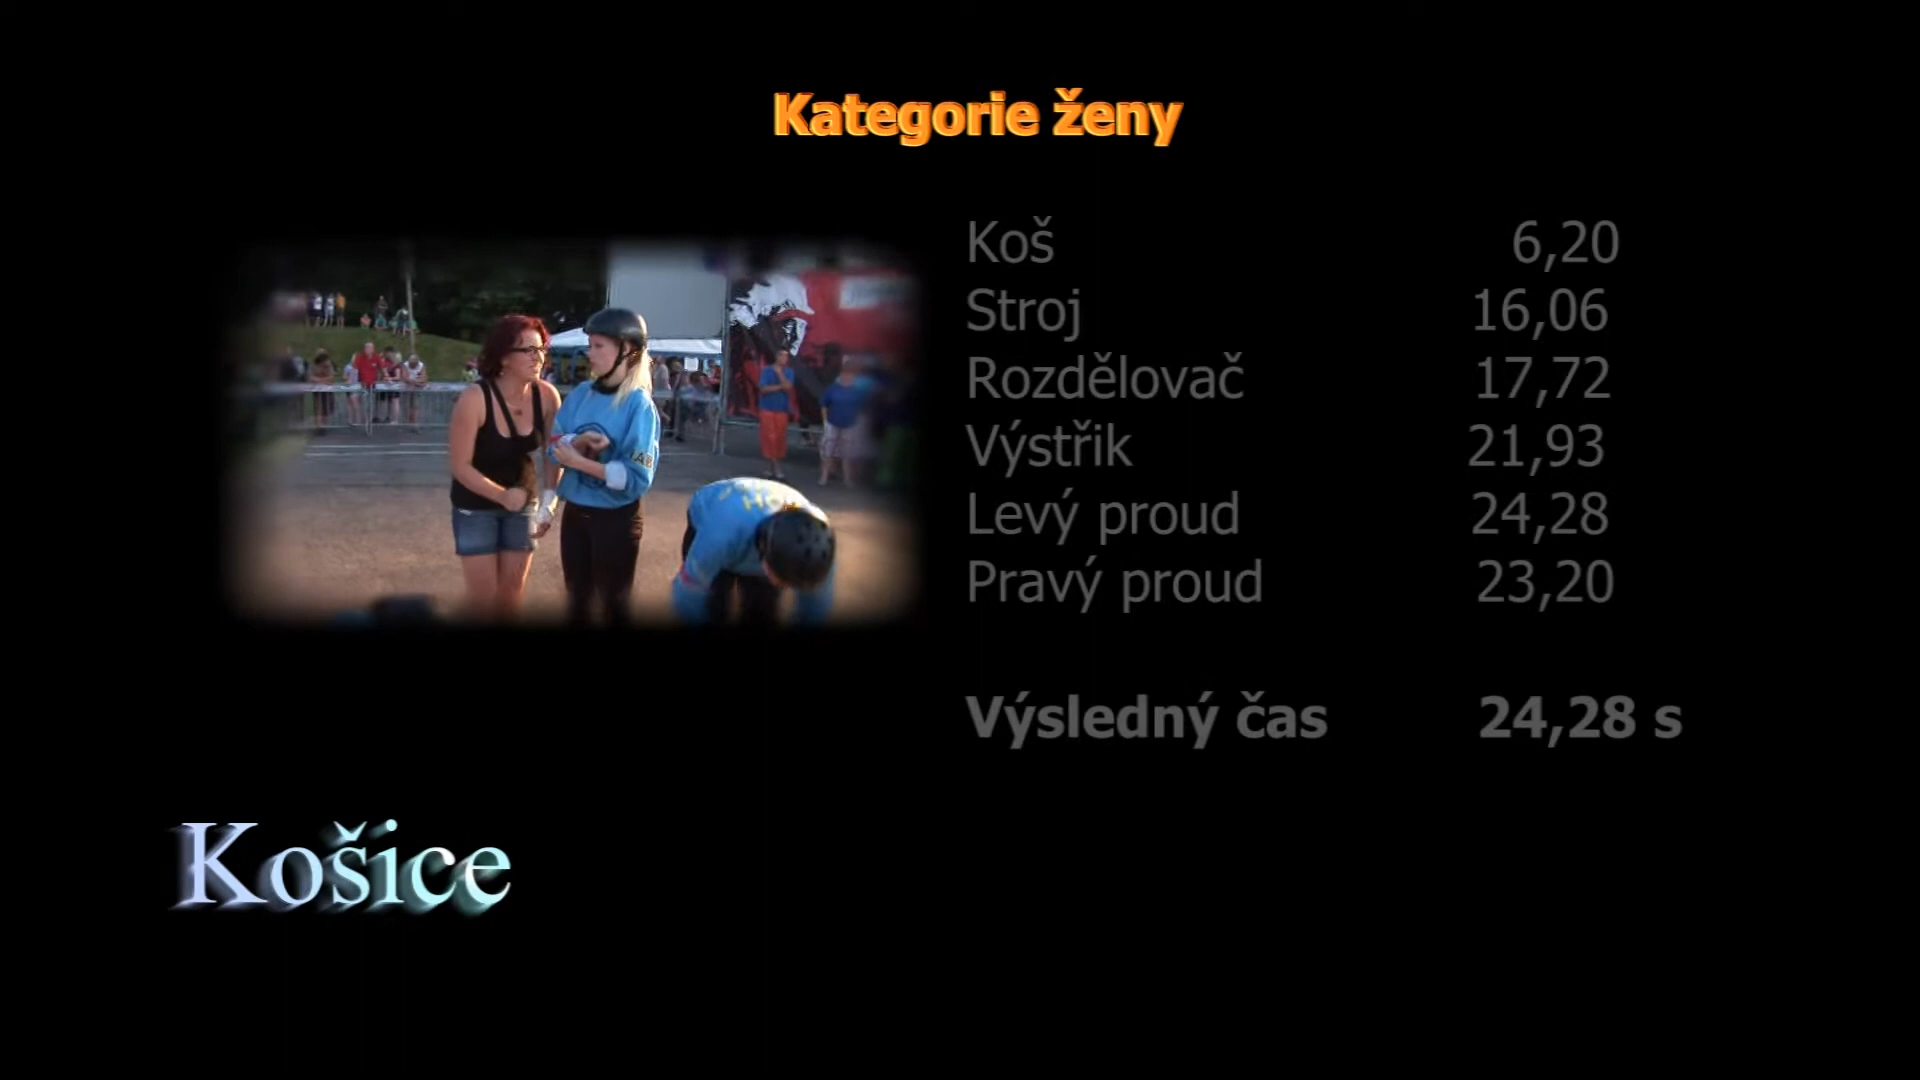 Kategorie ženy
Koš 6,20
Stroj 16,06
Rozdělovač 17,72
Výstřik 21,93
Levý proud 24,28
Pravý proud 23,20
Výsledný čas 24,28 s
Košice